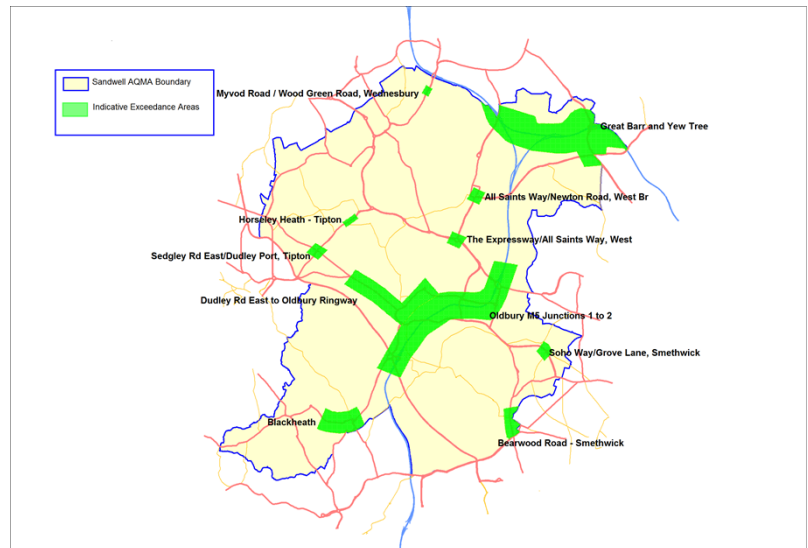 Sandwell AQMA Boundary
Indicative Exceedance Areas
Myvod Road / Wood Green Road, Wednesbury
Great Barr and Yew Tree
All Saints Way/Newton Road, West Br
Horseley Heath - Tipton
The Expressway/All Saints Way, West
Sedgley Rd East/Dudley Port, Tipton
Dudley Rd East to Oldbury Ringway
Oldbury M5 Junctions 1 to 2
Soho Way/Grove Lane, Smethwick
Blackheath
Bearwood Road - Smethwick